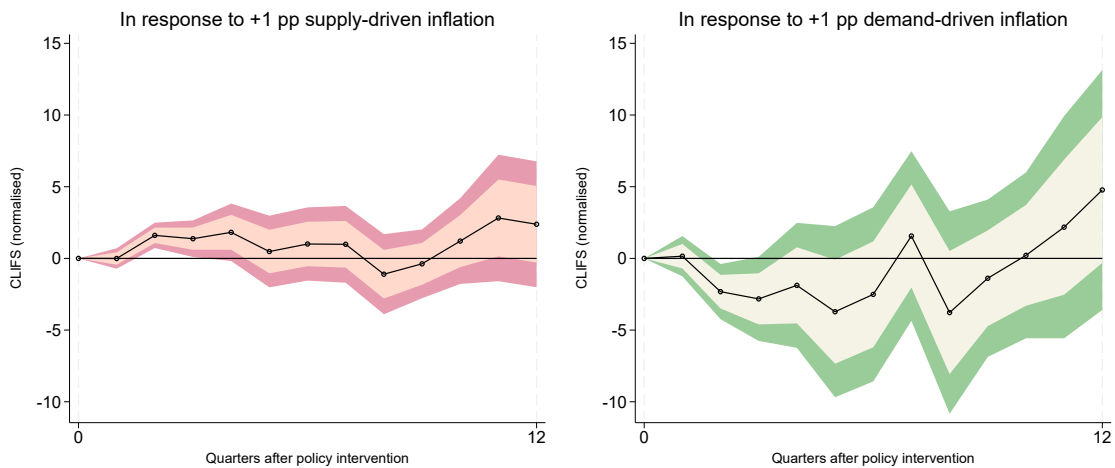 In response to +1 pp supply-driven inflation
15
10
5
0
-5
-10
CLIFS (normalised)
0
12
Quarters after policy intervention
In response to +1 pp demand-driven inflation
15
10
5
0
-5
-10
CLIFS (normalised)
0
12
Quarters after policy intervention